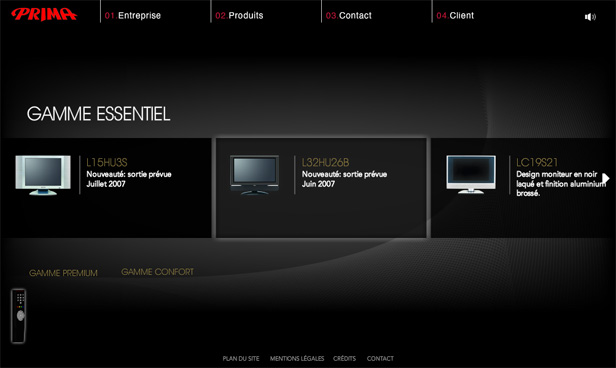 PRIMA
01.Entreprise
02.Produits
03.Contact
04.Client
GAMME ESSENTIEL
L15HU3S
Nouveauté: sortie prévue
Juillet 2007
L32HU26B
Nouveauté: sortie prévue
Juin 2007
LC19S21
Design moniteur en noir
laqué et finition aluminium
brossé.
GAMME PREMIUM
GAMME CONFORT
PLAN DU SITE
MENTIONS LÉGALES
CRÉDITS
CONTACT